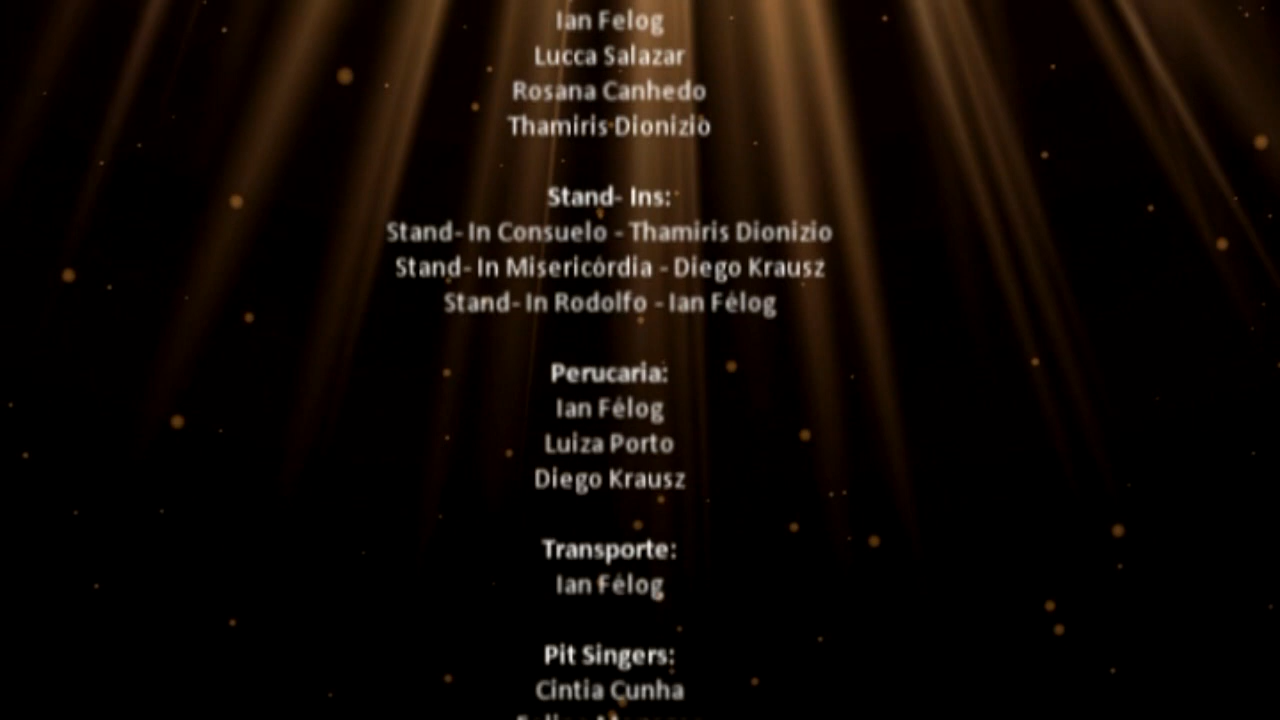 Ian Felog
Lucca Salazar
Rosana Canhedo
Thamiris Dionizio
Stand- Ins:
Stand- In Consuelo - Thamiris Dionizio
Stand- In Misericórdia - Diego Krausz
Stand- In Rodolfo - Ian Félog
Perucaria:
Ian Félog
Luiza Porto
Diego Krausz
Transporte:
Ian Félog
Pit Singers:
Cintia Cunha